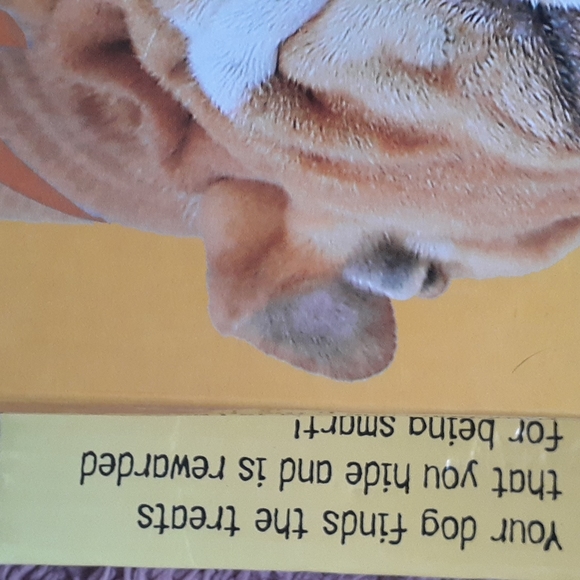 Your dog finds the treats
that you hide and is rewarded
for being smart!